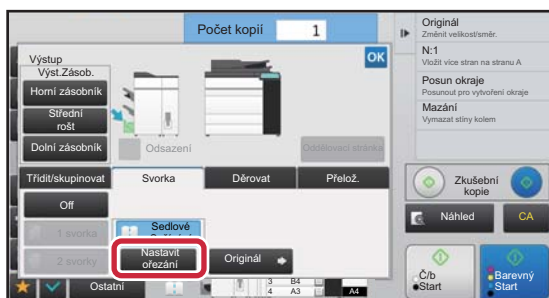 Počet kopií 1
Výstup
OK
Výst.Zásob.
Horní zásobník
Střední
rošt
Dolní zásobník
Odsazení
Oddělovací stránka
Třídit/skupinovat
Svorka
Děrovat
Přelož.
Off
1 svorka
2 svorky
Sedlové
Nastavit
ořezání
Originál
Ostatní
3 B4
4 A3
A4
Originál
Změnit velikost/směr.
N:1
Vložit více stran na stranu A
Posun okraje
Posunout pro vytvoření okraje
Mazání
Vymazat stíny kolem
Zkušební
kopie
Náhled
CA
Č/b
Start
Barevný
Start